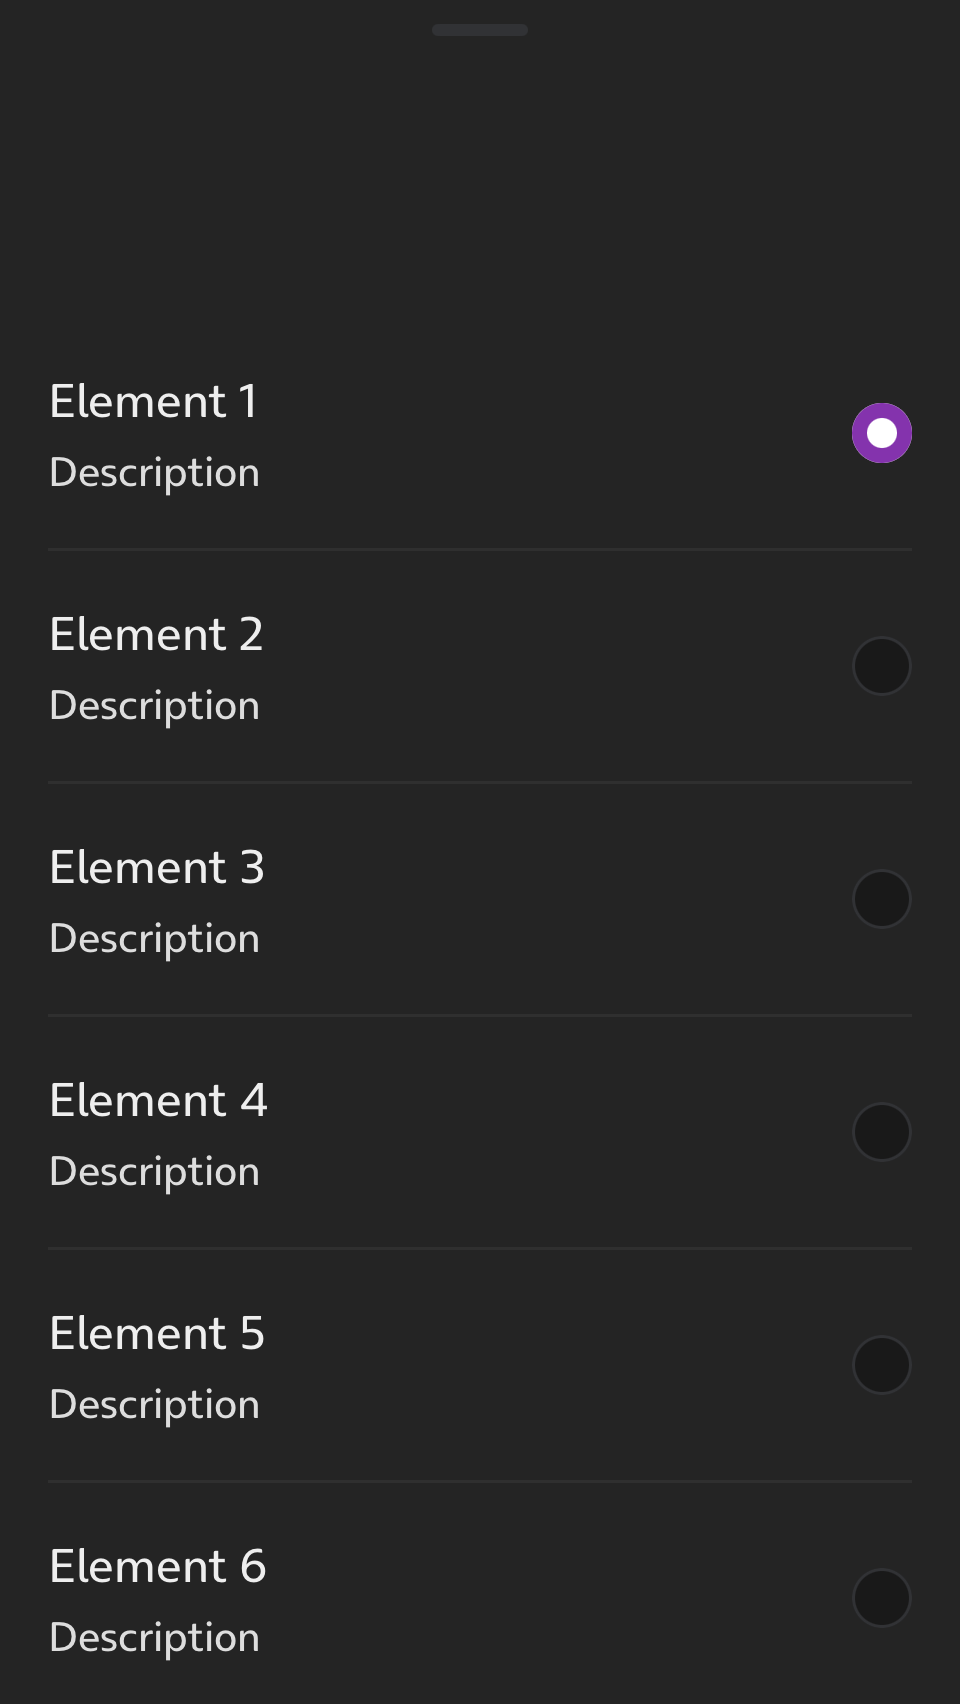 Element 1
Description
Element 2
Description
Element 3
Description
Element 4
Description
Element 5
Description
Element 6
Description